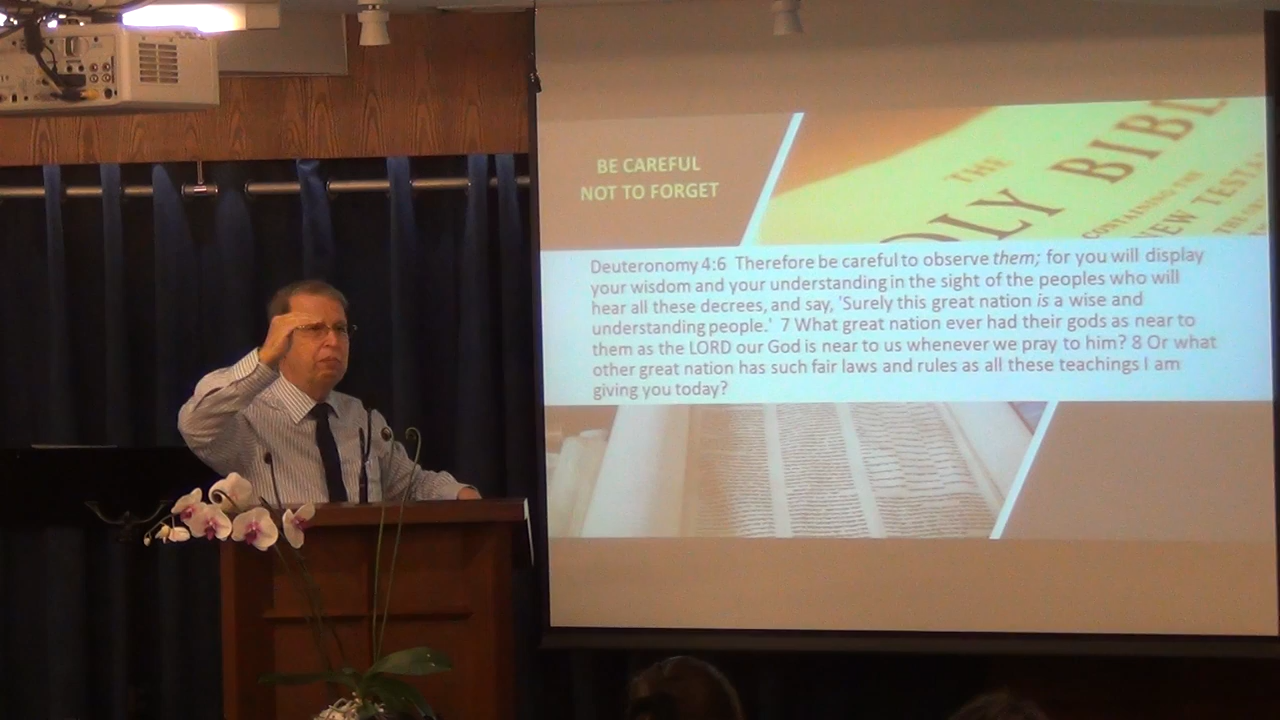 BE CAREFUL
NOT TO FORGET
THE
OLY BIBL
CONTAINING THE
NEW TESTA
Deuteronomy 4:6 Therefore be careful to observe them; for you will display
your wisdom and your understanding in the sight of the peoples who will
hear all these decrees, and say, 'Surely this great nation is a wise and
understanding people.' 7 What great nation ever had their gods as near to
them as the LORD our God is near to us whenever we pray to him? 8 Or what
other great nation has such fair laws and rules as all these teachings I am
giving you today?